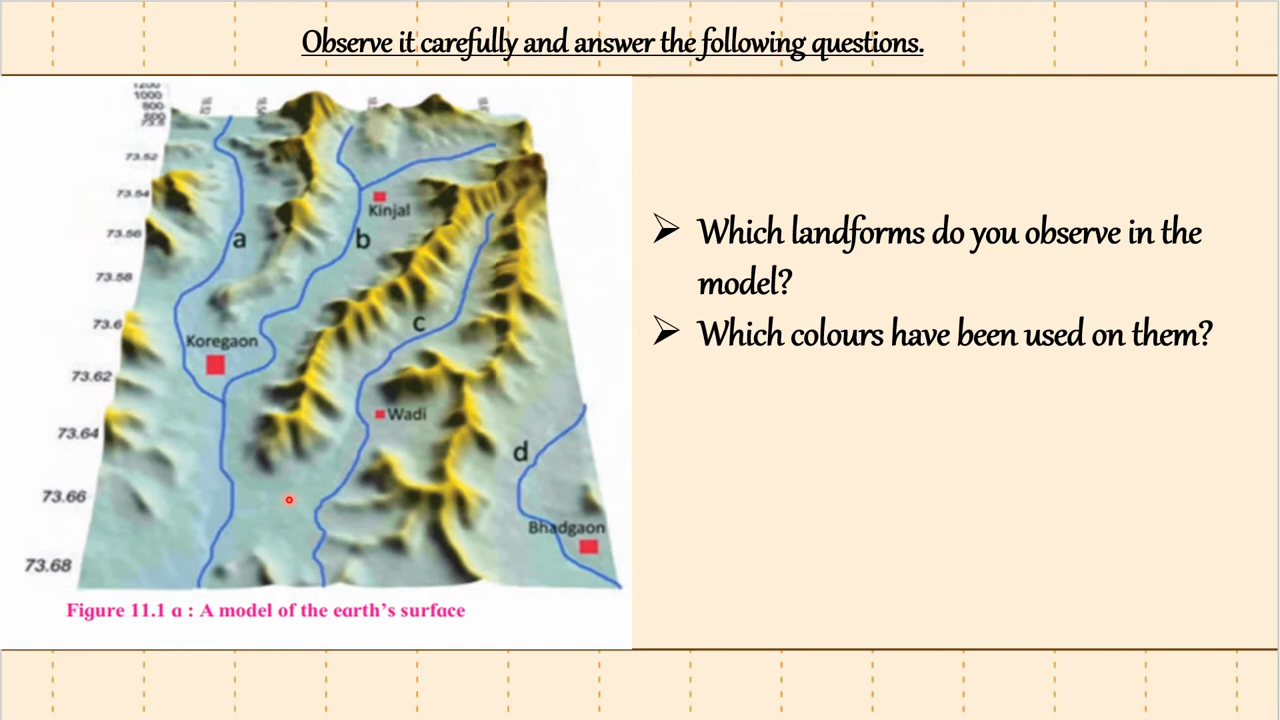 Observe it carefully and answer the following questions.
1200
1000
800
600
73.5
73.52
73.54
Kinjal
73.56
a
b
73.58
73.6
c
Koregaon
73.62
Wadi
73.64
d
73.66
Bhadgaon
73.68
Figure 11.1 a : A model of the earth's surface
➢ Which landforms do you observe in the
model?
➢ Which colours have been used on them?